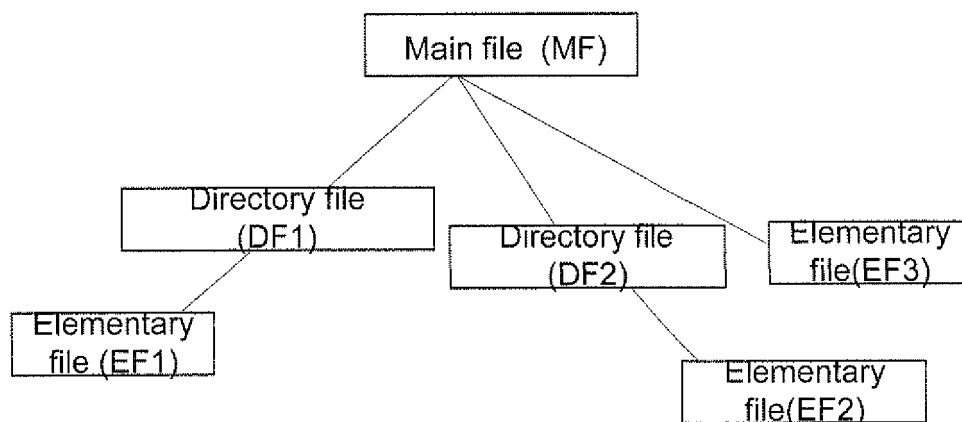 Main file (MF)
Directory file
(DF1)
Directory file
(DF2)
Elementary
file(EF3)
Elementary
file (EF1)
Elementary
file(EF2)